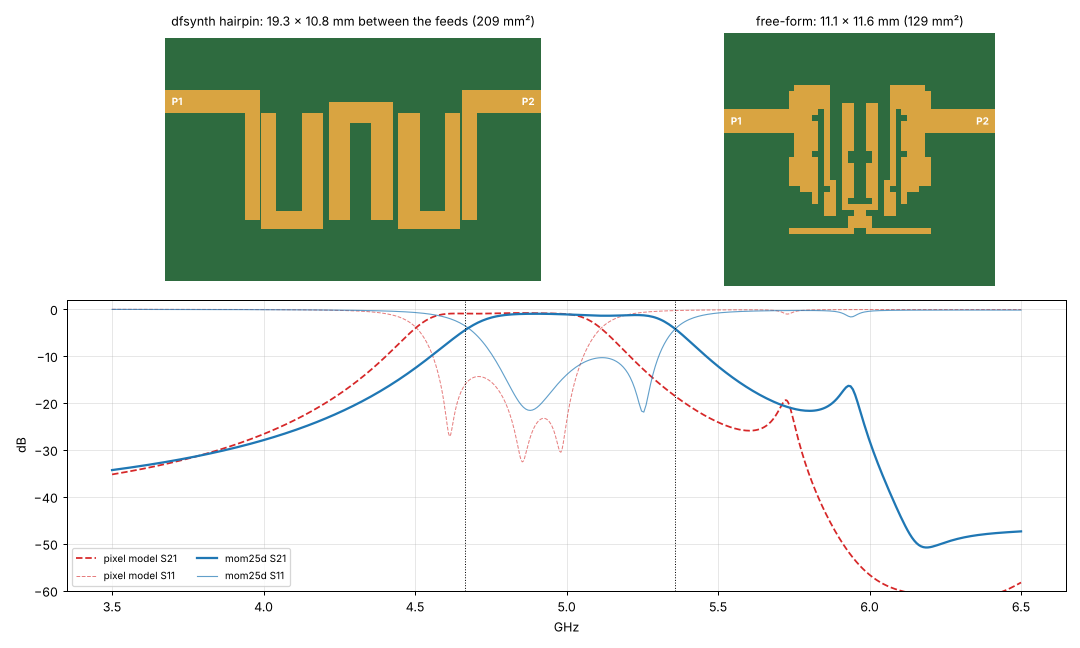 dfsynth hairpin: 19.3 × 10.8 mm between the feeds (209 mm²)
free-form: 11.1 × 11.6 mm (129 mm²)
P1
P2
P1
P2
0
−10
−20
−30
−40
−50
−60
dB
pixel model S21
pixel model S11
mom25d S21
mom25d S11
3.5
4.0
4.5
5.0
5.5
6.0
6.5
GHz